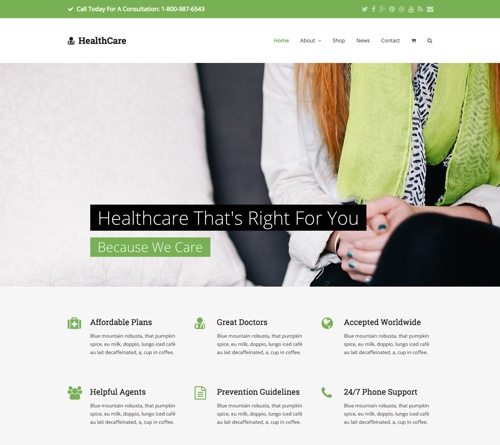 Call Today For A Consultation: 1-800-987-6543
HealthCare
Home About Shop News Contact
Healthcare That's Right For You
Because We Care
Affordable Plans
Blue mountain robusta, that pumpkin
spice, eu milk, doppio, lungo iced café
au lait decaffeinated, a, cup in coffee.
Great Doctors
Blue mountain robusta, that pumpkin
spice, eu milk, doppio, lungo iced café
au lait decaffeinated, a, cup in coffee.
Accepted Worldwide
Blue mountain robusta, that pumpkin
spice, eu milk, doppio, lungo iced café
au lait decaffeinated, a, cup in coffee.
Helpful Agents
Blue mountain robusta, that pumpkin
spice, eu milk, doppio, lungo iced café
au lait decaffeinated, a, cup in coffee.
Prevention Guidelines
Blue mountain robusta, that pumpkin
spice, eu milk, doppio, lungo iced café
au lait decaffeinated, a, cup in coffee.
24/7 Phone Support
Blue mountain robusta, that pumpkin
spice, eu milk, doppio, lungo iced café
au lait decaffeinated, a, cup in coffee.